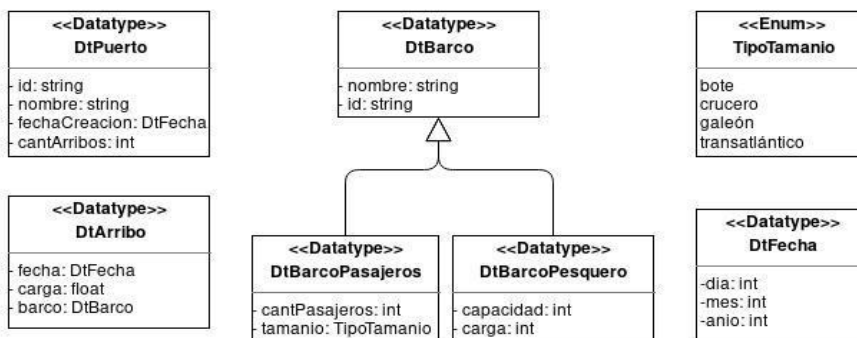 <<Datatype>>
DtPuerto
- id: string
- nombre: string
- fechaCreacion: DtFecha
- cantArribos: int
<<Datatype>>
DtBarco
- nombre: string
- id: string
<<Enum>>
TipoTamanio
bote
crucero
galeón
transatlántico
<<Datatype>>
DtArribo
- fecha: DtFecha
- carga: float
- barco: DtBarco
<<Datatype>>
DtBarcoPasajeros
- cantPasajeros: int
- tamanio: TipoTamanio
<<Datatype>>
DtBarcoPesquero
- capacidad: int
- carga: int
<<Datatype>>
DtFecha
-dia: int
-mes: int
-anio: int